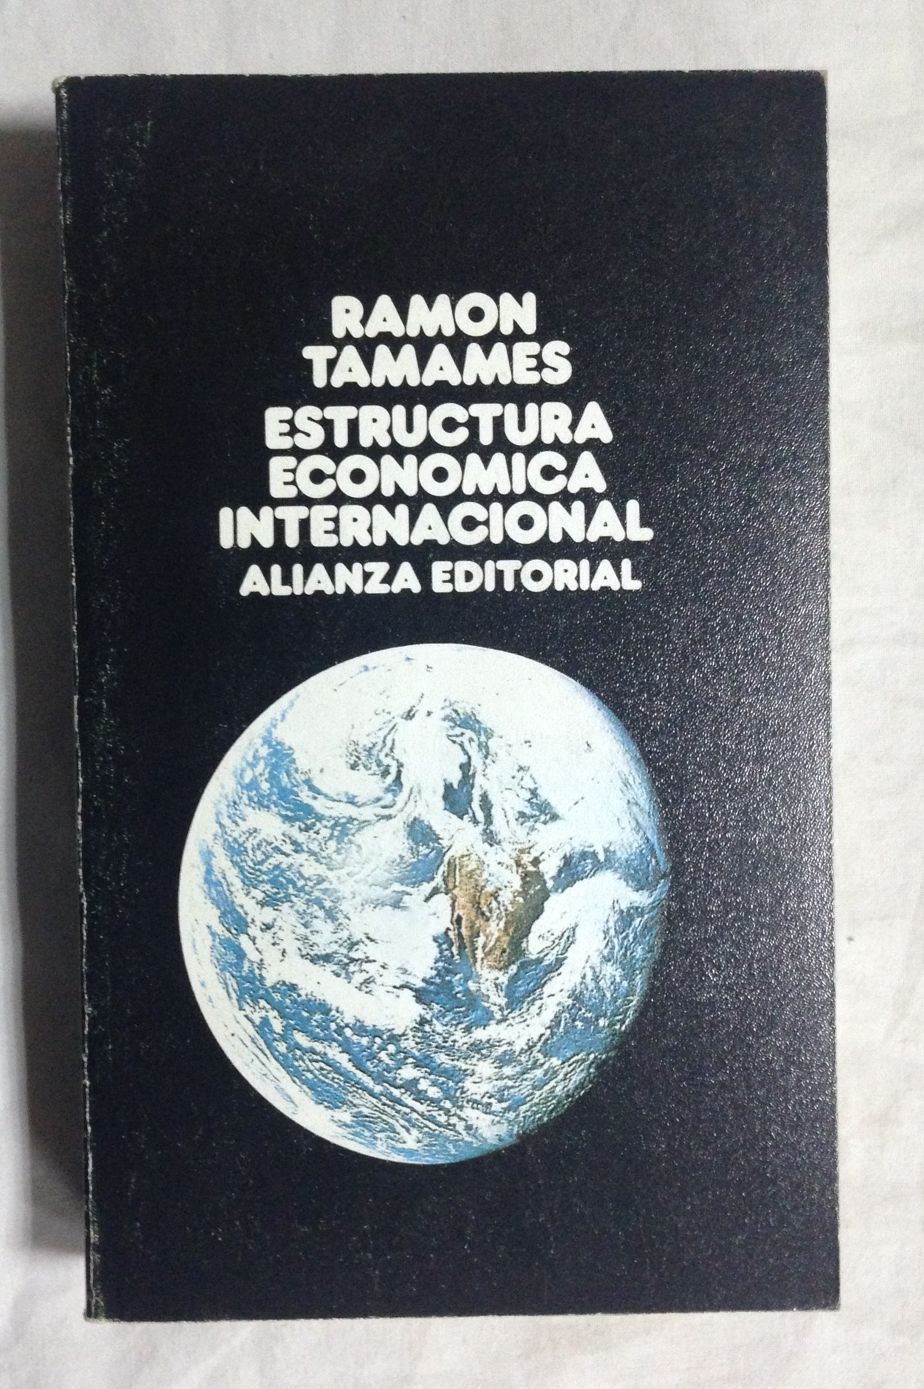 RAMON
TAMAMES
ESTRUCTURA
ECONOMICA
INTERNACIONAL
ALIANZA EDITORIAL